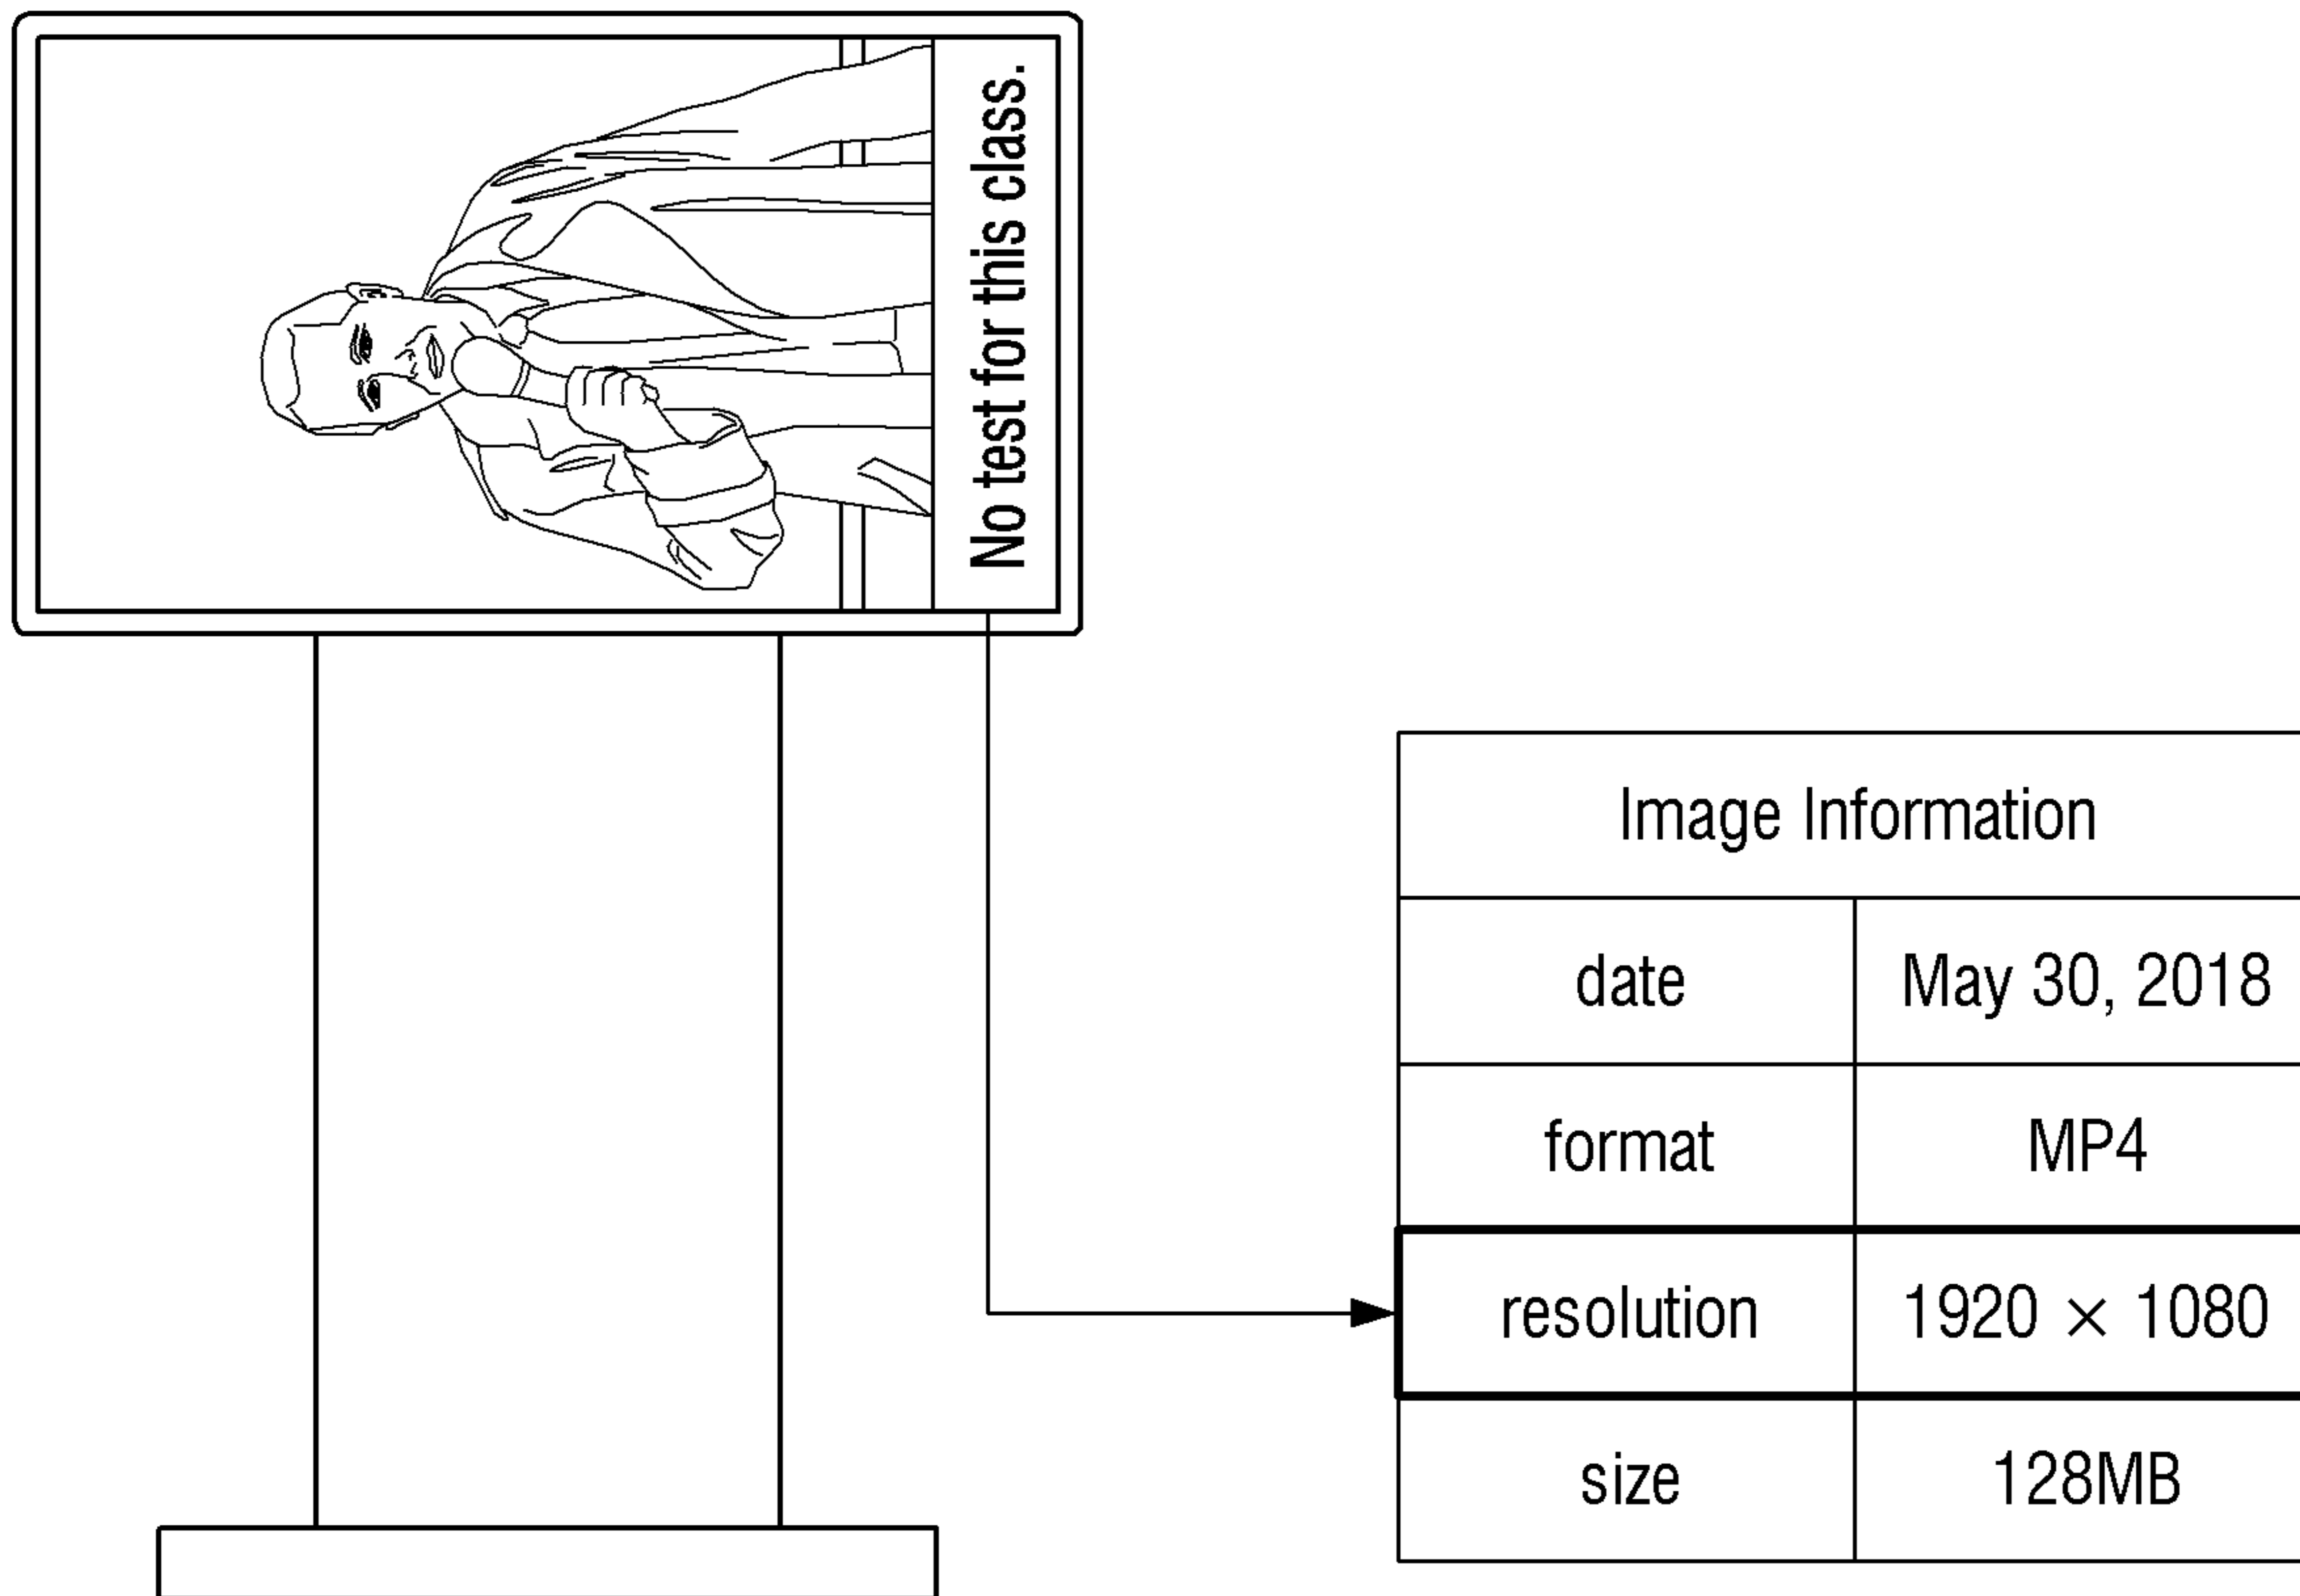 No test for this class.
Image Information
date May 30, 2018
format MP4
resolution 1920 × 1080
size 128MB